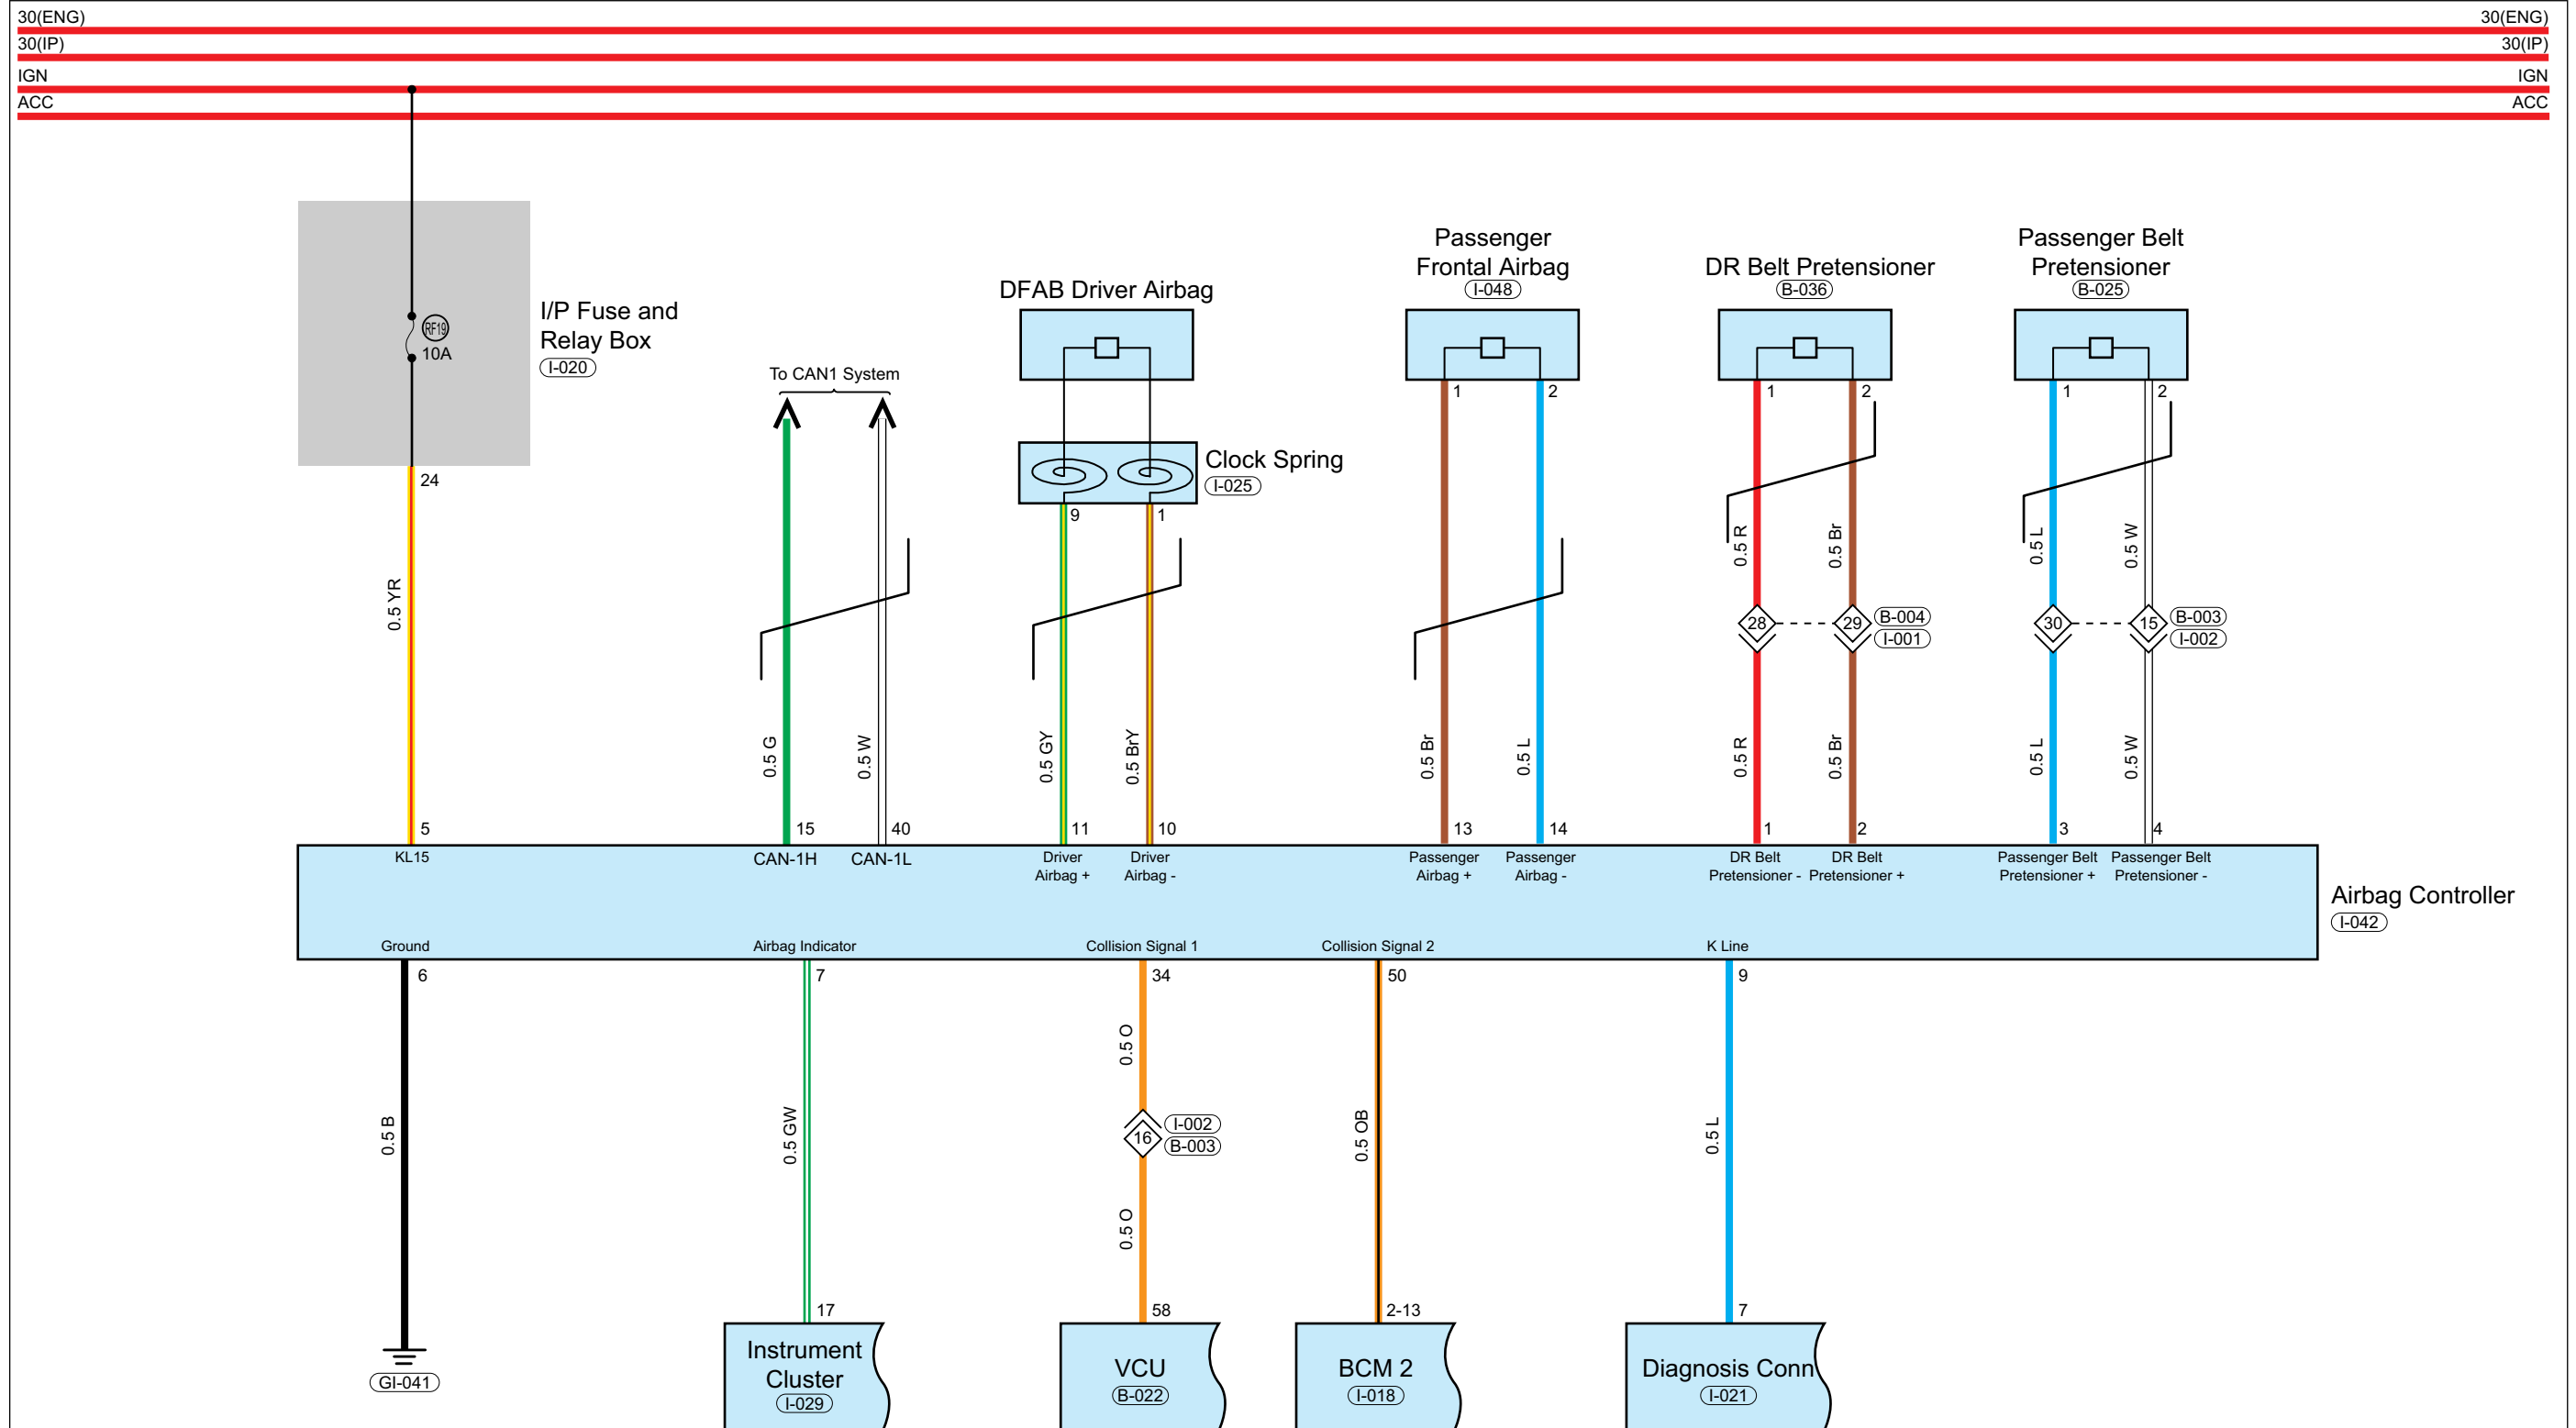 30(ENG) 30(ENG)
30(IP) 30(IP)
IGN IGN
ACC ACC
Passenger
Frontal Airbag
I-048
DR Belt Pretensioner
B-036
Passenger Belt
Pretensioner
B-025
DFAB Driver Airbag
I/P Fuse and
Relay Box
I-020
RF19
10A
To CAN1 System
1 2 1 2 1 2
Clock Spring
I-025
24
9 1
0.5 R 0.5 Br 0.5 L 0.5 W
0.5 YR
28 29 B-004
I-001
30 15 B-003
I-002
0.5 G 0.5 W 0.5 GY 0.5 BrY 0.5 Br 0.5 L 0.5 R 0.5 Br 0.5 L 0.5 W
5 15 40 11 10 13 14 1 2 3 4
KL15
CAN-1H CAN-1L
Driver
Airbag +
Driver
Airbag -
Passenger
Airbag +
Passenger
Airbag -
DR Belt
Pretensioner -
DR Belt
Pretensioner +
Passenger Belt
Pretensioner +
Passenger Belt
Pretensioner -
Airbag Controller
I-042
Ground Airbag Indicator Collision Signal 1 Collision Signal 2 K Line
6 7 34 50 9
0.5 O
0.5 B 0.5 GW 0.5 OB 0.5 L
16 I-002
B-003
0.5 O
17 58 2-13 7
GI-041
Instrument
Cluster
I-029
VCU
B-022
BCM 2
I-018
Diagnosis Conn
I-021